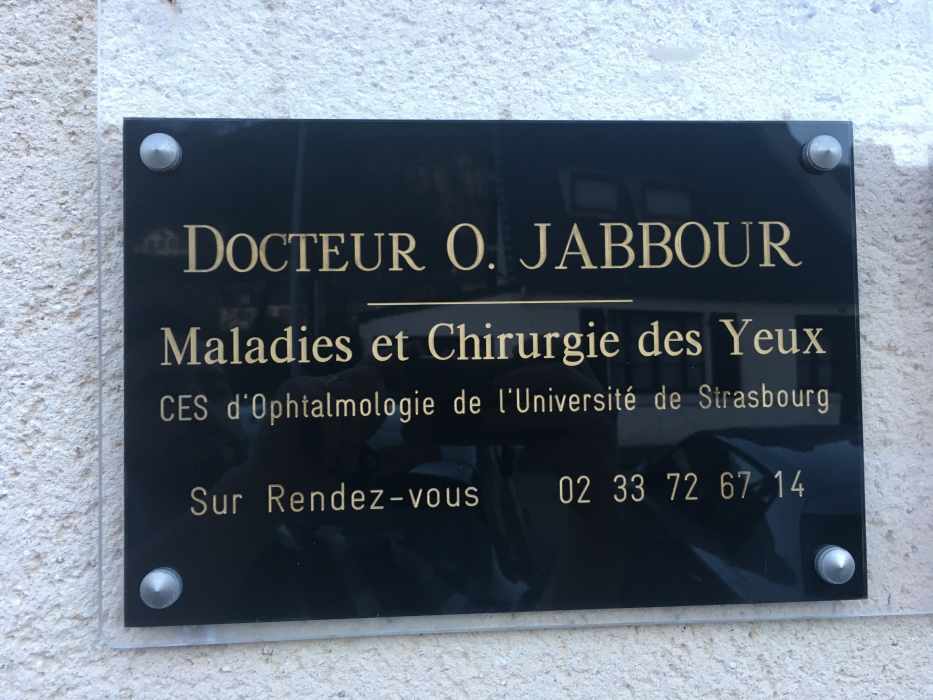 DOCTEUR O. JABBOUR
Maladies et Chirurgie des Yeux
CES d'Ophtalmologie de l'Université de Strasbourg
Sur Rendez-vous 02 33 72 67 14